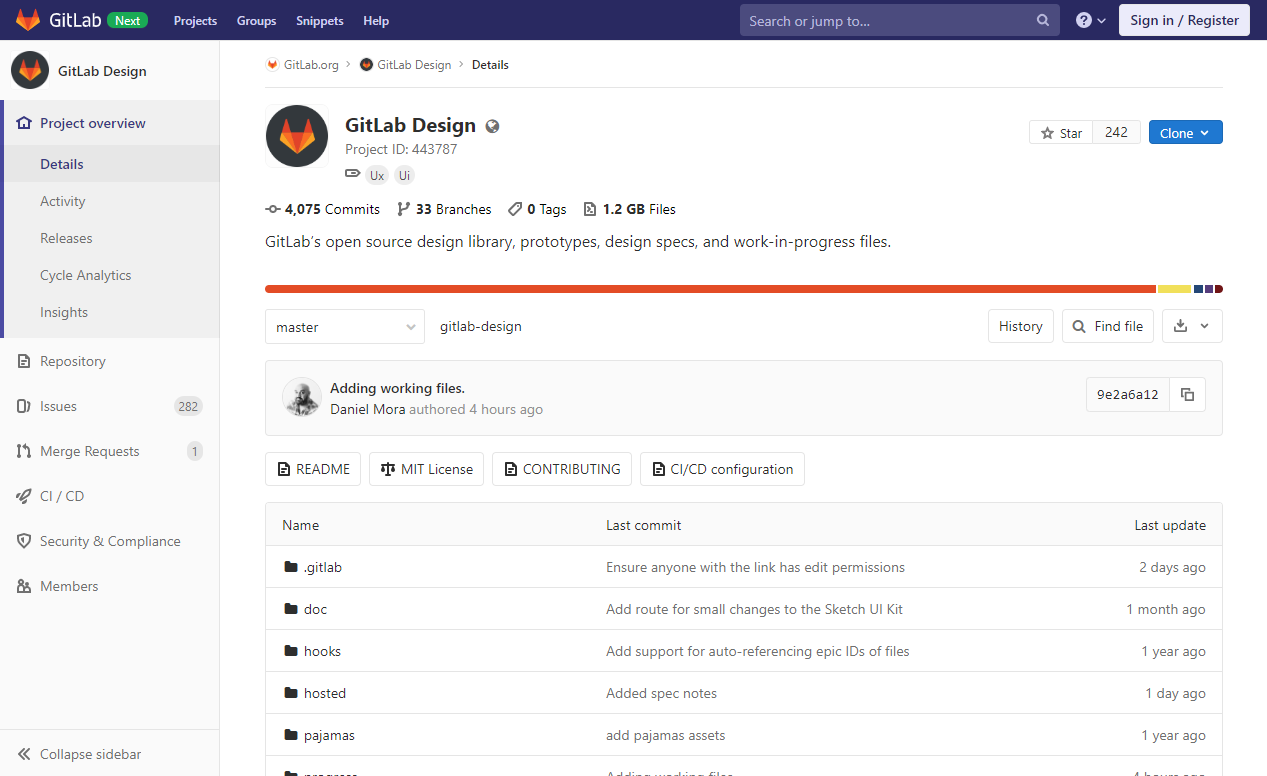 GitLab Next Projects Groups Snippets Help Search or jump to... Sign in / Register
GitLab Design
Project overview
Details
Activity
Releases
Cycle Analytics
Insights
Repository
Issues 282
Merge Requests 1
CI / CD
Security & Compliance
Members
Collapse sidebar
GitLab.org > GitLab Design > Details
GitLab Design
Project ID: 443787
Ux Ui
Star 242 Clone
4,075 Commits 33 Branches 0 Tags 1.2 GB Files
GitLab's open source design library, prototypes, design specs, and work-in-progress files.
master gitlab-design History Find file
Adding working files.
Daniel Mora authored 4 hours ago
9e2a6a12
README MIT License CONTRIBUTING CI/CD configuration
Name Last commit Last update
.gitlab Ensure anyone with the link has edit permissions 2 days ago
doc Add route for small changes to the Sketch UI Kit 1 month ago
hooks Add support for auto-referencing epic IDs of files 1 year ago
hosted Added spec notes 1 day ago
pajamas add pajamas assets 1 year ago
progress Adding working files. 4 hours ago